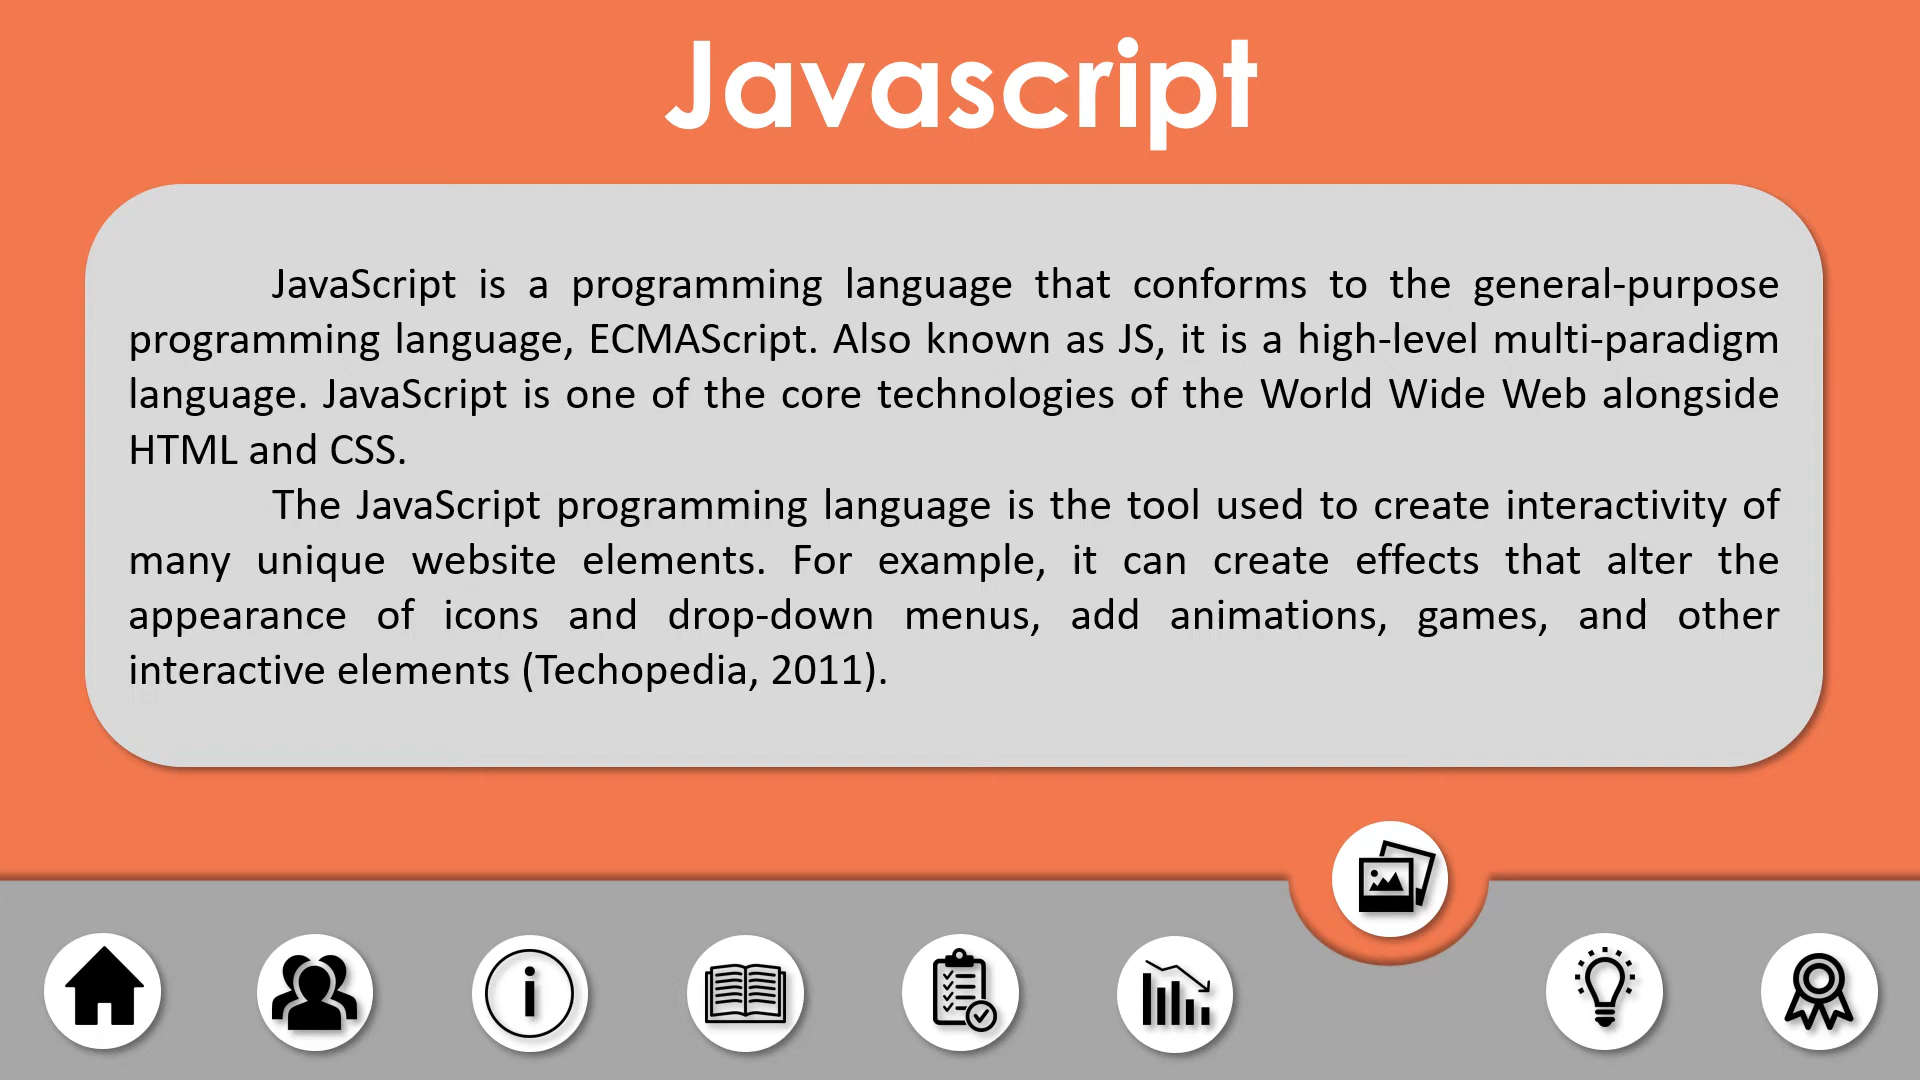 Javascript
JavaScript is a programming language that conforms to the general-purpose
programming language, ECMAScript. Also known as JS, it is a high-level multi-paradigm
language. JavaScript is one of the core technologies of the World Wide Web alongside
HTML and CSS.
The JavaScript programming language is the tool used to create interactivity of
many unique website elements. For example, it can create effects that alter the
appearance of icons and drop-down menus, add animations, games, and other
interactive elements (Techopedia, 2011).